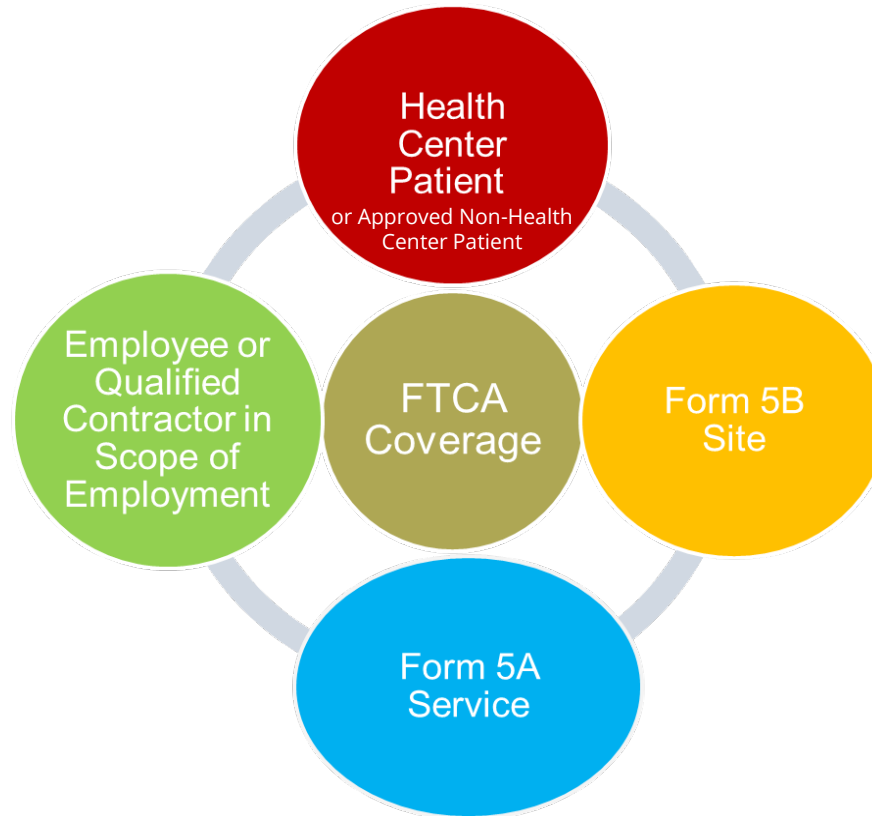 Health
Center
Patient
or Approved Non-Health
Center Patient
Employee or
Qualified
Contractor in
Scope of
Employment
FTCA
Coverage
Form 5B
Site
Form 5A
Service